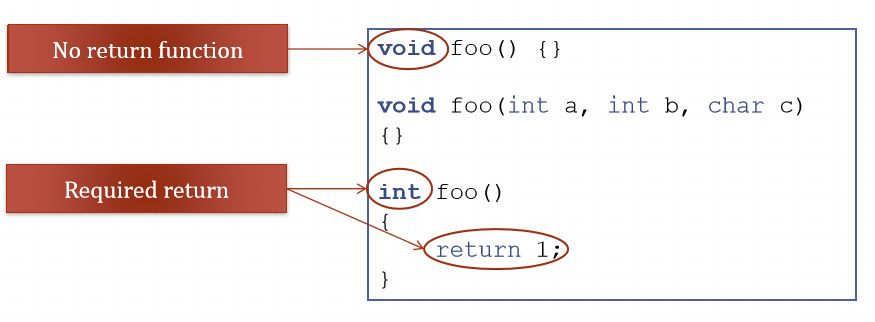 No return function
void foo() {}
void foo(int a, int b, char c)
{}
Required return
int foo()
{
return 1;
}